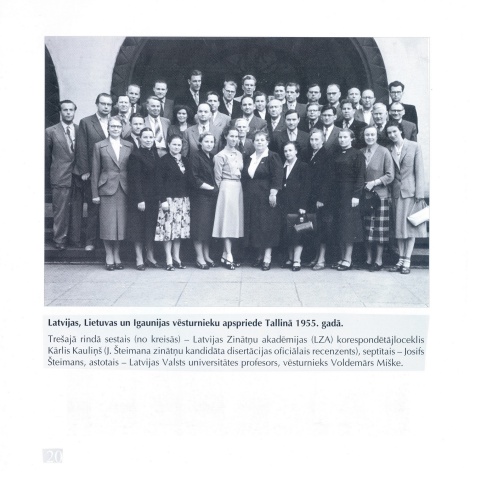 Latvijas, Lietuvas un Igaunijas vēsturnieku apspriede Tallinā 1955. gadā.
Trešajā rindā sestais (no kreisās) – Latvijas Zinātņu akadēmijas (LZA) korespondētājloceklis
Kārlis Kauliņš (J. Šteimana zinātņu kandidāta disertācijas oficiālais recenzents), septītais – Josifs
Šteimans, astotais – Latvijas Valsts universitātes profesors, vēsturnieks Voldemārs Miške.
20